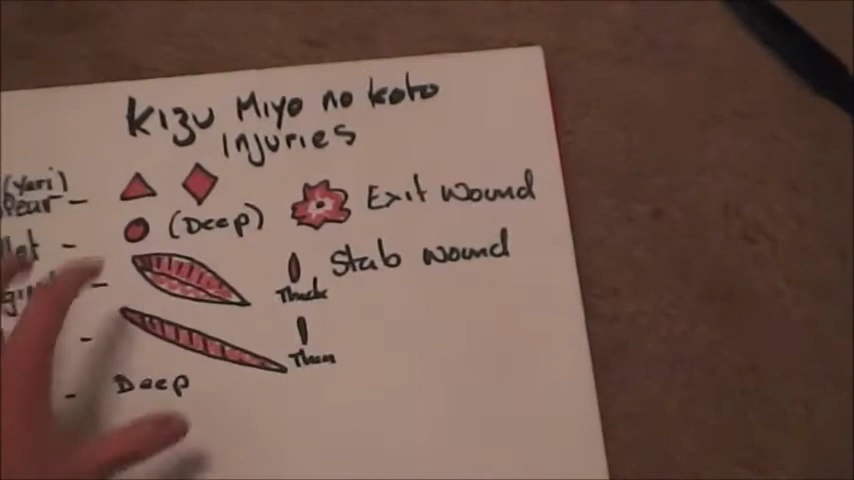 Kizu Miyo no koto
Injuries
(Yari)
Exit wound
(Deep)
Stab wound
Thick
Thin
Deep